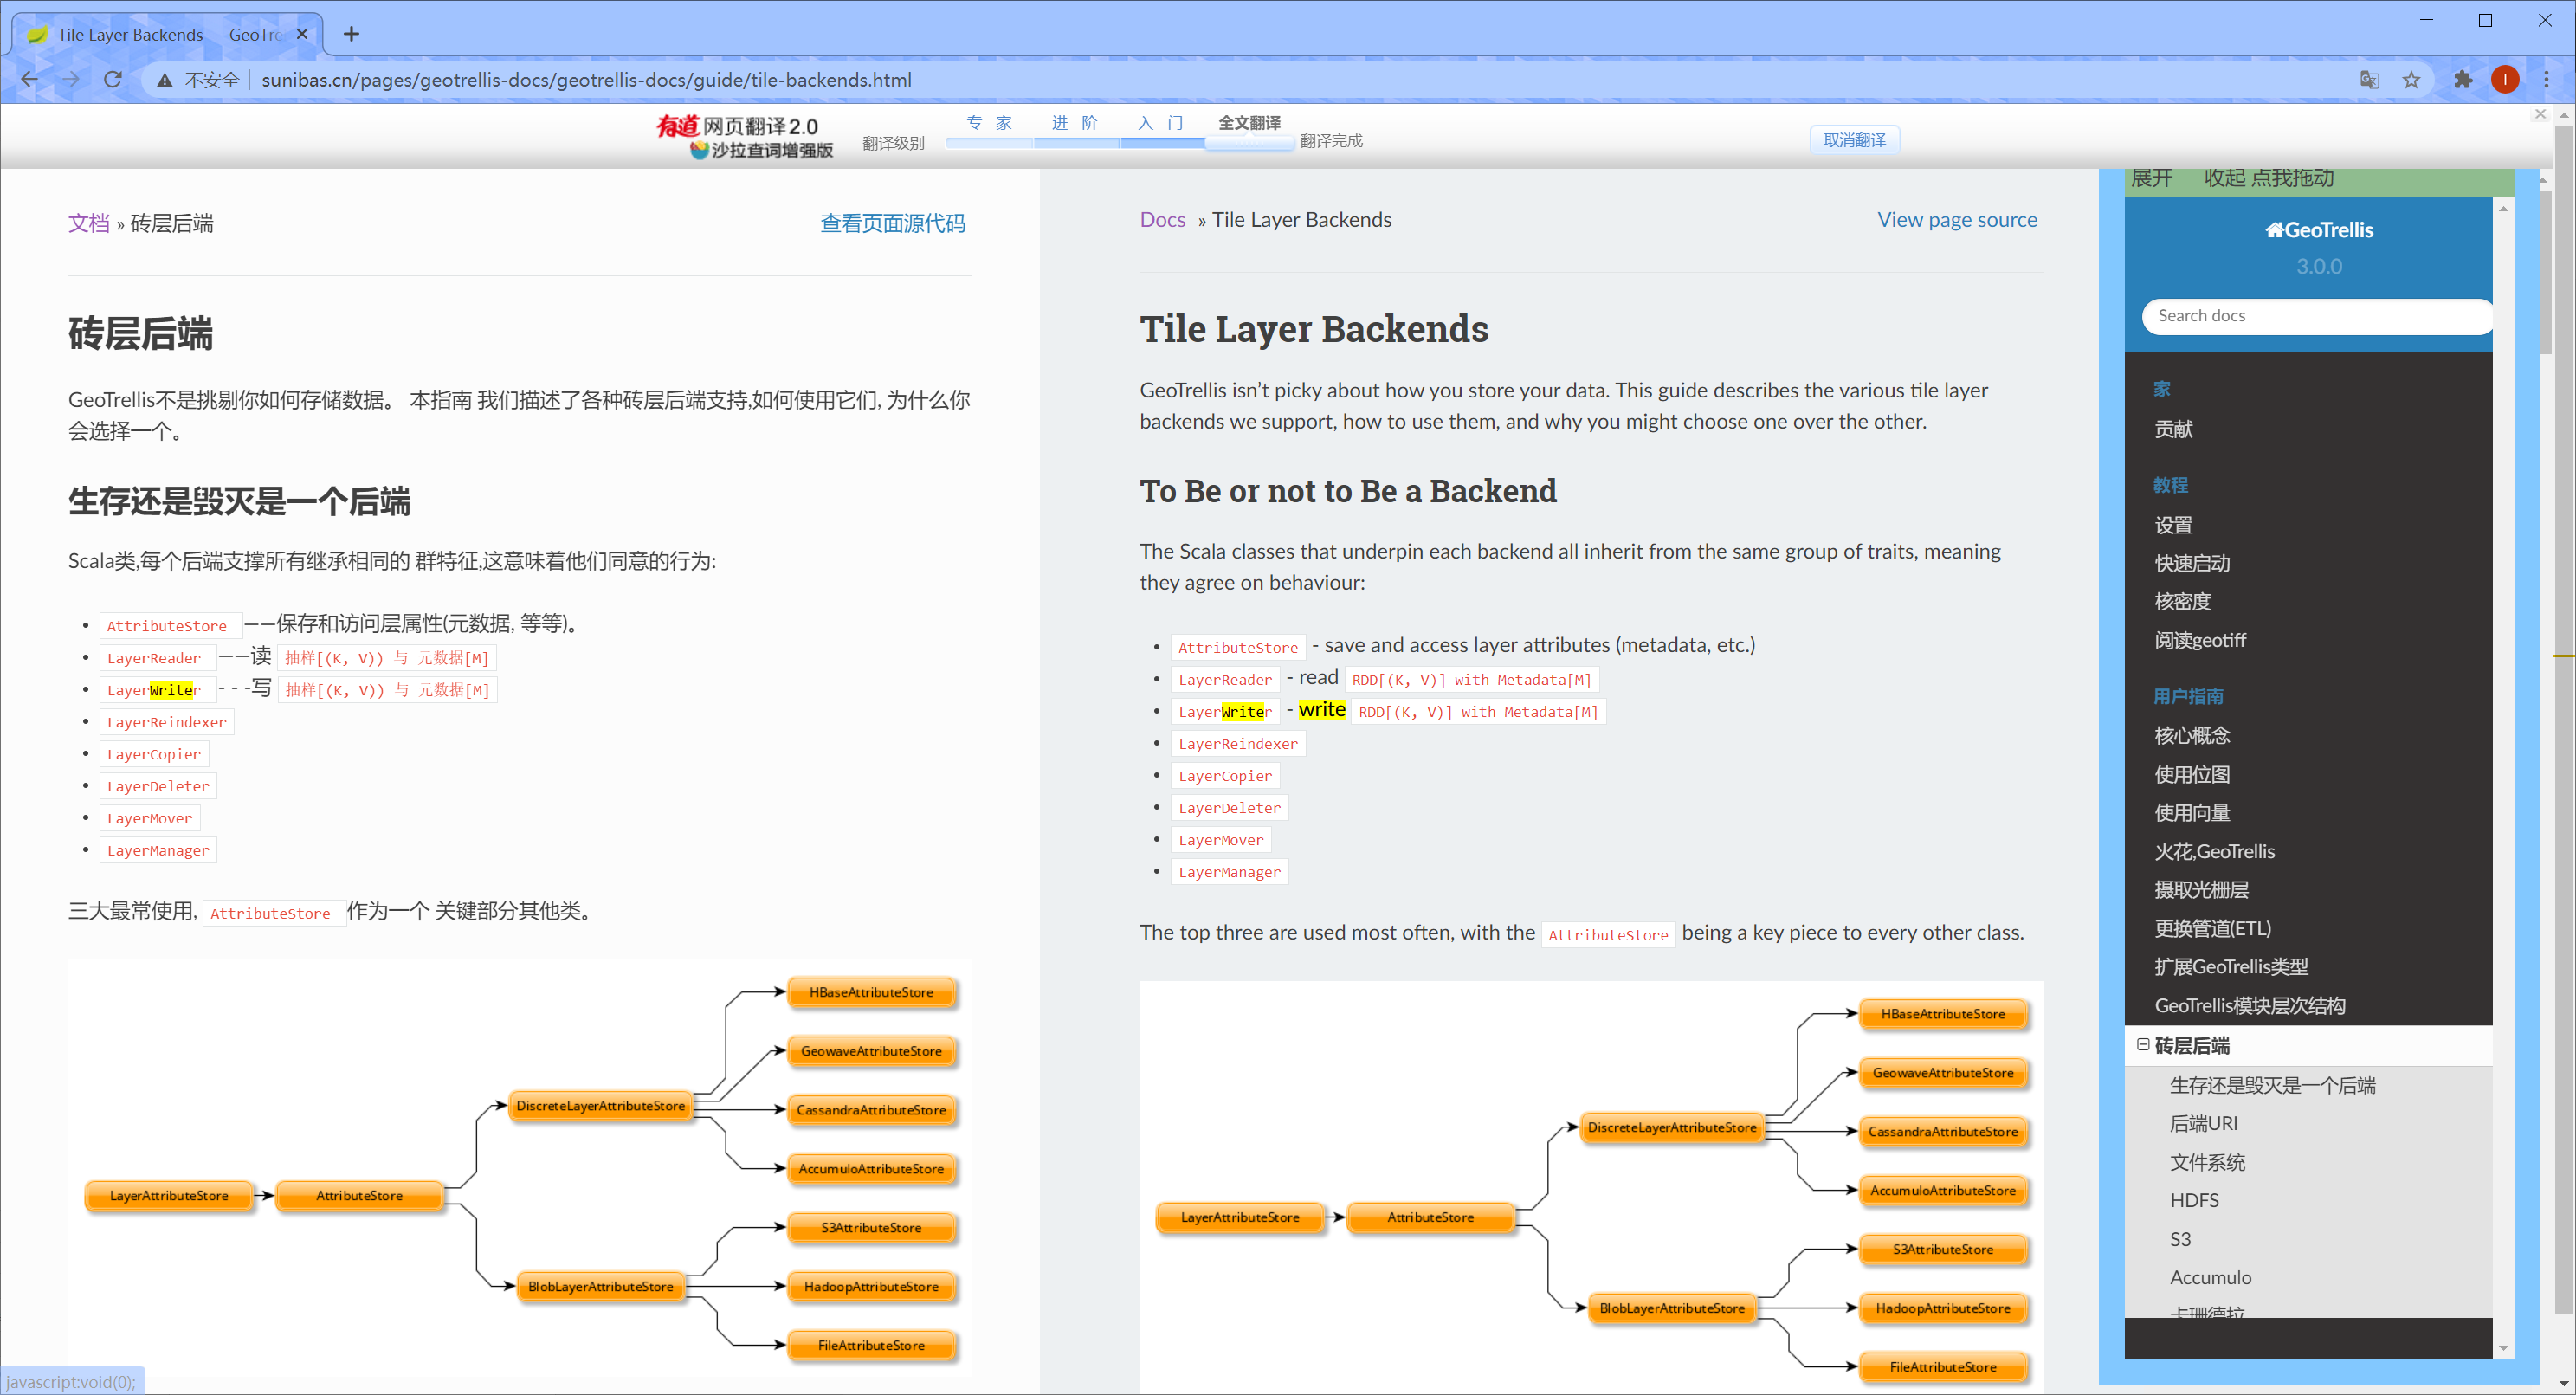 Tile Layer Backends — GeoTre
不安全 sunibas.cn/pages/geotrellis-docs/geotrellis-docs/guide/tile-backends.html
I
有道 网页翻译2.0
沙拉查词增强版
翻译级别
专 家 进 阶 入 门 全文翻译
翻译完成
取消翻译
文档 » 砖层后端 查看页面源代码
砖层后端
GeoTrellis不是挑剔你如何存储数据。 本指南 我们描述了各种砖层后端支持,如何使用它们, 为什么你
会选择一个。
生存还是毁灭是一个后端
Scala类,每个后端支撑所有继承相同的 群特征,这意味着他们同意的行为:
• AttributeStore ——保存和访问层属性(元数据, 等等)。
• LayerReader ——读 抽样[(K, V)) 与 元数据[M]
• LayerWriter - - -写 抽样[(K, V)) 与 元数据[M]
• LayerReindexer
• LayerCopier
• LayerDeleter
• LayerMover
• LayerManager
三大最常使用, AttributeStore 作为一个 关键部分其他类。
HBaseAttributeStore
GeowaveAttributeStore
DiscreteLayerAttributeStore
CassandraAttributeStore
AccumuloAttributeStore
LayerAttributeStore
AttributeStore
S3AttributeStore
BlobLayerAttributeStore
HadoopAttributeStore
FileAttributeStore
javascript:void(0);
Docs » Tile Layer Backends View page source
Tile Layer Backends
GeoTrellis isn’t picky about how you store your data. This guide describes the various tile layer
backends we support, how to use them, and why you might choose one over the other.
To Be or not to Be a Backend
The Scala classes that underpin each backend all inherit from the same group of traits, meaning
they agree on behaviour:
• AttributeStore - save and access layer attributes (metadata, etc.)
• LayerReader - read RDD[(K, V)] with Metadata[M]
• LayerWriter - write RDD[(K, V)] with Metadata[M]
• LayerReindexer
• LayerCopier
• LayerDeleter
• LayerMover
• LayerManager
The top three are used most often, with the AttributeStore being a key piece to every other class.
HBaseAttributeStore
GeowaveAttributeStore
DiscreteLayerAttributeStore
CassandraAttributeStore
AccumuloAttributeStore
LayerAttributeStore
AttributeStore
S3AttributeStore
BlobLayerAttributeStore
HadoopAttributeStore
FileAttributeStore
展开 收起 点我拖动
GeoTrellis
3.0.0
Search docs
家
贡献
教程
设置
快速启动
核密度
阅读geotiff
用户指南
核心概念
使用位图
使用向量
火花,GeoTrellis
摄取光栅层
更换管道(ETL)
扩展GeoTrellis类型
GeoTrellis模块层次结构
砖层后端
生存还是毁灭是一个后端
后端URI
文件系统
HDFS
S3
Accumulo
卡珊德拉